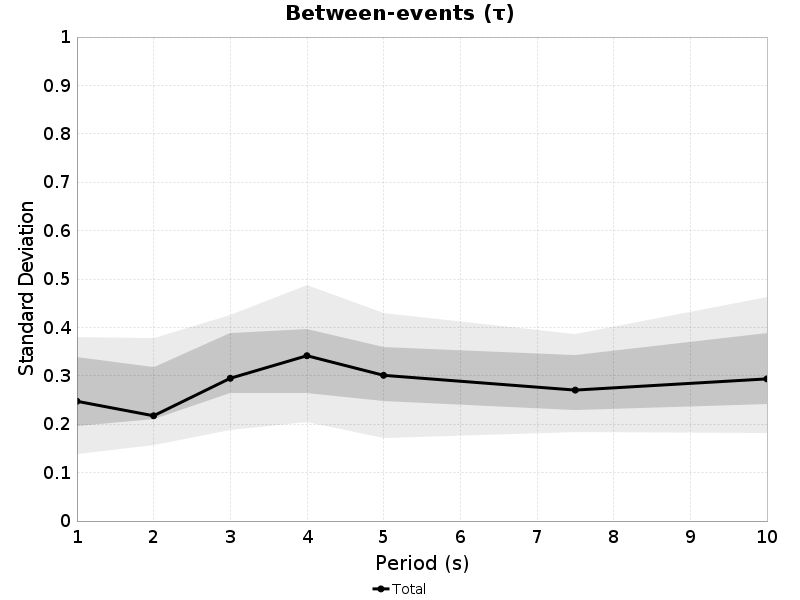 Between-events (τ)
1
0.9
0.8
0.7
0.6
0.5
0.4
0.3
0.2
0.1
0
Standard Deviation
1 2 3 4 5 6 7 8 9 10
Period (s)
Total